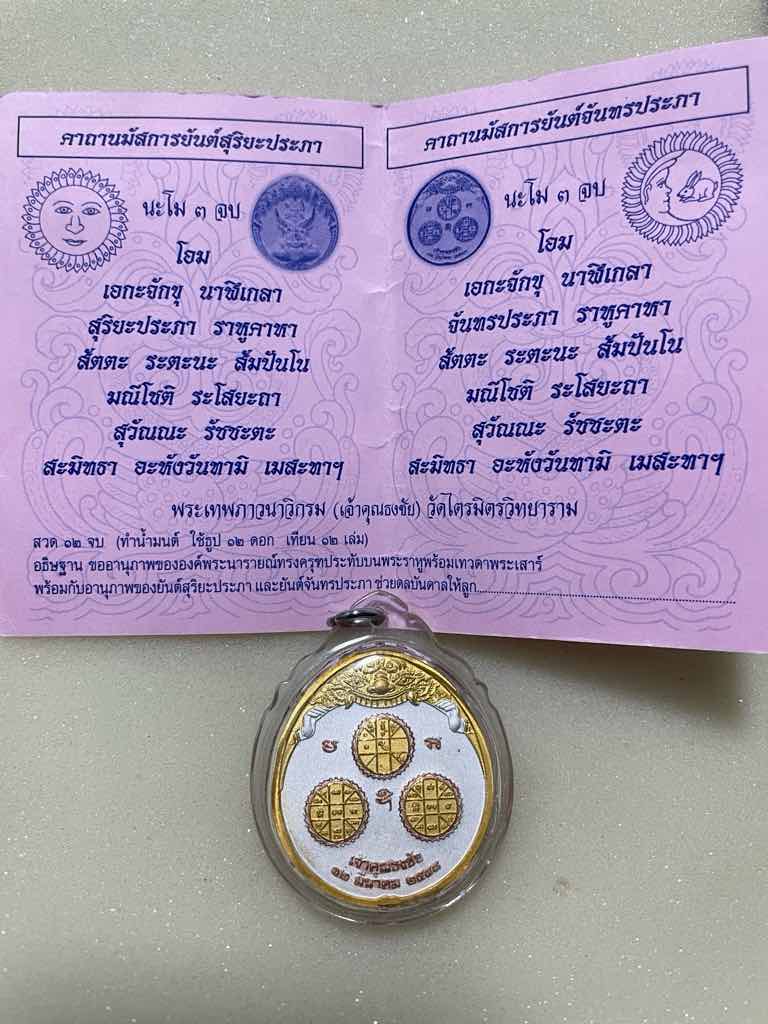 คาถานมัสการยันต์สุริยะประภา
นะโม ๓ จบ
โอม
เอกะจักขุ นาฬิเกลา
สุริยะประภา ราหูคาหา
สัตตะ ระตะนะ สัมปันโน
มณีโชติ ระโสยะถา
สุวัณณะ รัชชะตะ
สะมิทธา อะหังวันทามิ เมสะทาฯ
คาถานมัสการยันต์จันทรประภา
นะโม ๓ จบ
โอม
เอกะจักขุ นาฬิเกลา
จันทรประภา ราหูคาหา
สัตตะ ระตะนะ สัมปันโน
มณีโชติ ระโสยะถา
สุวัณณะ รัชชะตะ
สะมิทธา อะหังวันทามิ เมสะทาฯ
พระเทพภาวนาวิกรม (เจ้าคุณธงชัย) วัดไตรมิตรวิทยาราม
สวด ๑๒ จบ (ทำน้ำมนต์ ใช้ธูป ๑๒ ดอก เทียน ๑๒ เล่ม)
อธิษฐาน ขออานุภาพขององค์พระนารายณ์ทรงครุฑประทับบนพระราหูพร้อมเทวดาพระเสาร์
พร้อมกับอานุภาพของยันต์สุริยะประภา และยันต์จันทรประภา ช่วยดลบันดาลให้ลูก
เจ้าคุณธงชัย
๑๒ มีนาคม ๒๕๔๘